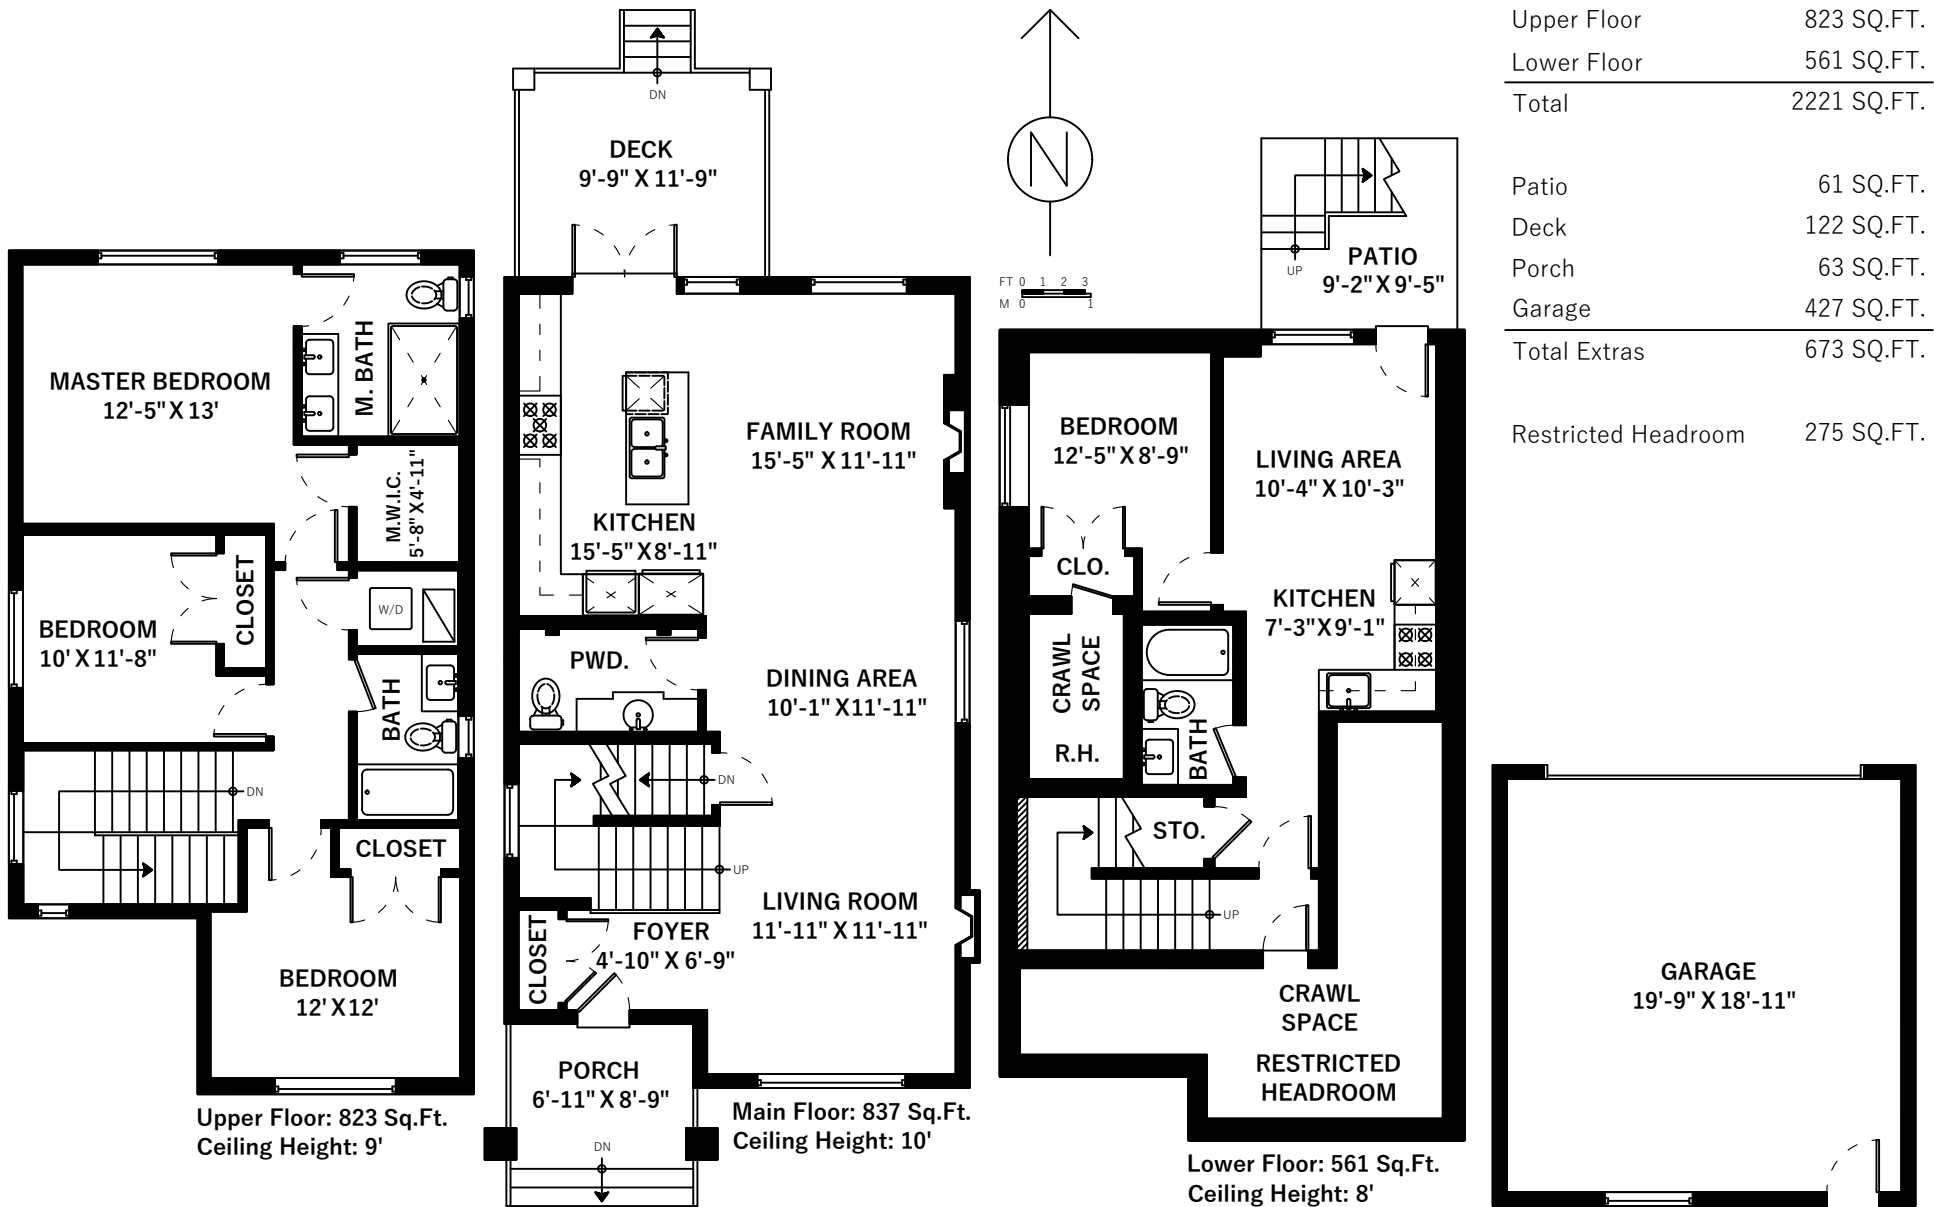 Upper Floor 823 SQ.FT.
Lower Floor 561 SQ.FT.
Total 2221 SQ.FT.
Patio 61 SQ.FT.
Deck 122 SQ.FT.
Porch 63 SQ.FT.
Garage 427 SQ.FT.
Total Extras 673 SQ.FT.
Restricted Headroom 275 SQ.FT.
MASTER BEDROOM
12'-5" X 13'
M. BATH
M.W.I.C.
5'-8" X 4'-11"
CLOSET
W/D
BEDROOM
10' X 11'-8"
BATH
DN
CLOSET
BEDROOM
12' X 12'
Upper Floor: 823 Sq.Ft.
Ceiling Height: 9'
DN
DECK
9'-9" X 11'-9"
FAMILY ROOM
15'-5" X 11'-11"
KITCHEN
15'-5" X 8'-11"
PWD.
DINING AREA
10'-1" X 11'-11"
DN
UP
LIVING ROOM
11'-11" X 11'-11"
CLOSET
FOYER
4'-10" X 6'-9"
PORCH
6'-11" X 8'-9"
DN
Main Floor: 837 Sq.Ft.
Ceiling Height: 10'
N
FT 0 1 2 3
M 0 1
UP
PATIO
9'-2" X 9'-5"
BEDROOM
12'-5" X 8'-9"
LIVING AREA
10'-4" X 10'-3"
CLO.
KITCHEN
7'-3" X 9'-1"
CRAWL
SPACE
R.H.
BATH
STO.
UP
CRAWL
SPACE
RESTRICTED
HEADROOM
Lower Floor: 561 Sq.Ft.
Ceiling Height: 8'
GARAGE
19'-9" X 18'-11"